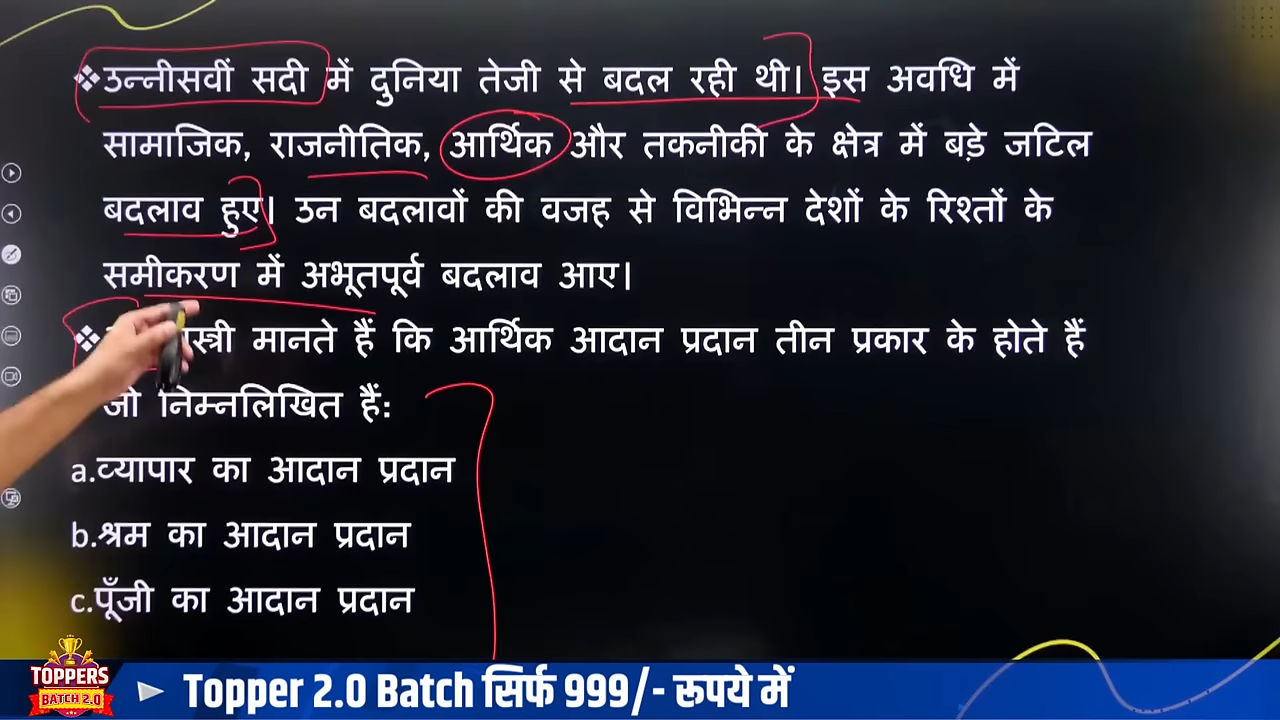 ❖उन्नीसवीं सदी में दुनिया तेजी से बदल रही थी। इस अवधि में
सामाजिक, राजनीतिक, आर्थिक और तकनीकी के क्षेत्र में बड़े जटिल
बदलाव हुए। उन बदलावों की वजह से विभिन्न देशों के रिश्तों के
समीकरण में अभूतपूर्व बदलाव आए।
❖ मानते हैं कि आर्थिक आदान प्रदान तीन प्रकार के होते हैं
जो निम्नलिखित हैं:
a.व्यापार का आदान प्रदान
b.श्रम का आदान प्रदान
c.पूँजी का आदान प्रदान
TOPPERS
BATCH 2.0
Topper 2.0 Batch सिर्फ 999/- रूपये में